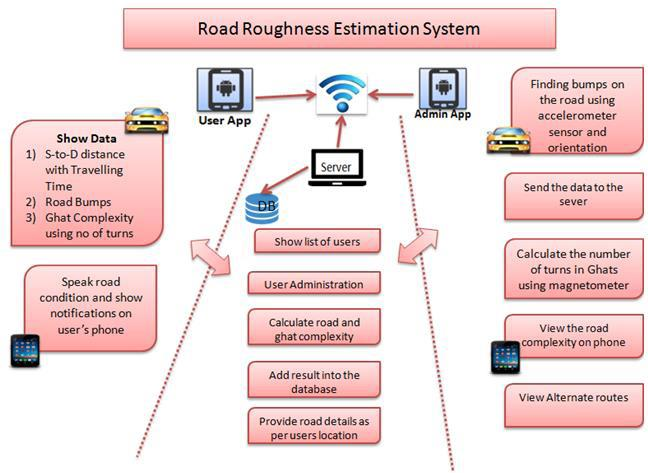 Road Roughness Estimation System
User App
Admin App
Server
DB
Show Data
1) S-to-D distance
with Travelling
Time
2) Road Bumps
3) Ghat Complexity
using no of turns
Speak road
condition and show
notifications on
user's phone
Show list of users
User Administration
Calculate road and
ghat complexity
Add result into the
database
Provide road details as
per users location
Finding bumps on
the road using
accelerometer
sensor and
orientation
Send the data to the
sever
Calculate the number
of turns in Ghats
using magnetometer
View the road
complexity on phone
View Alternate routes